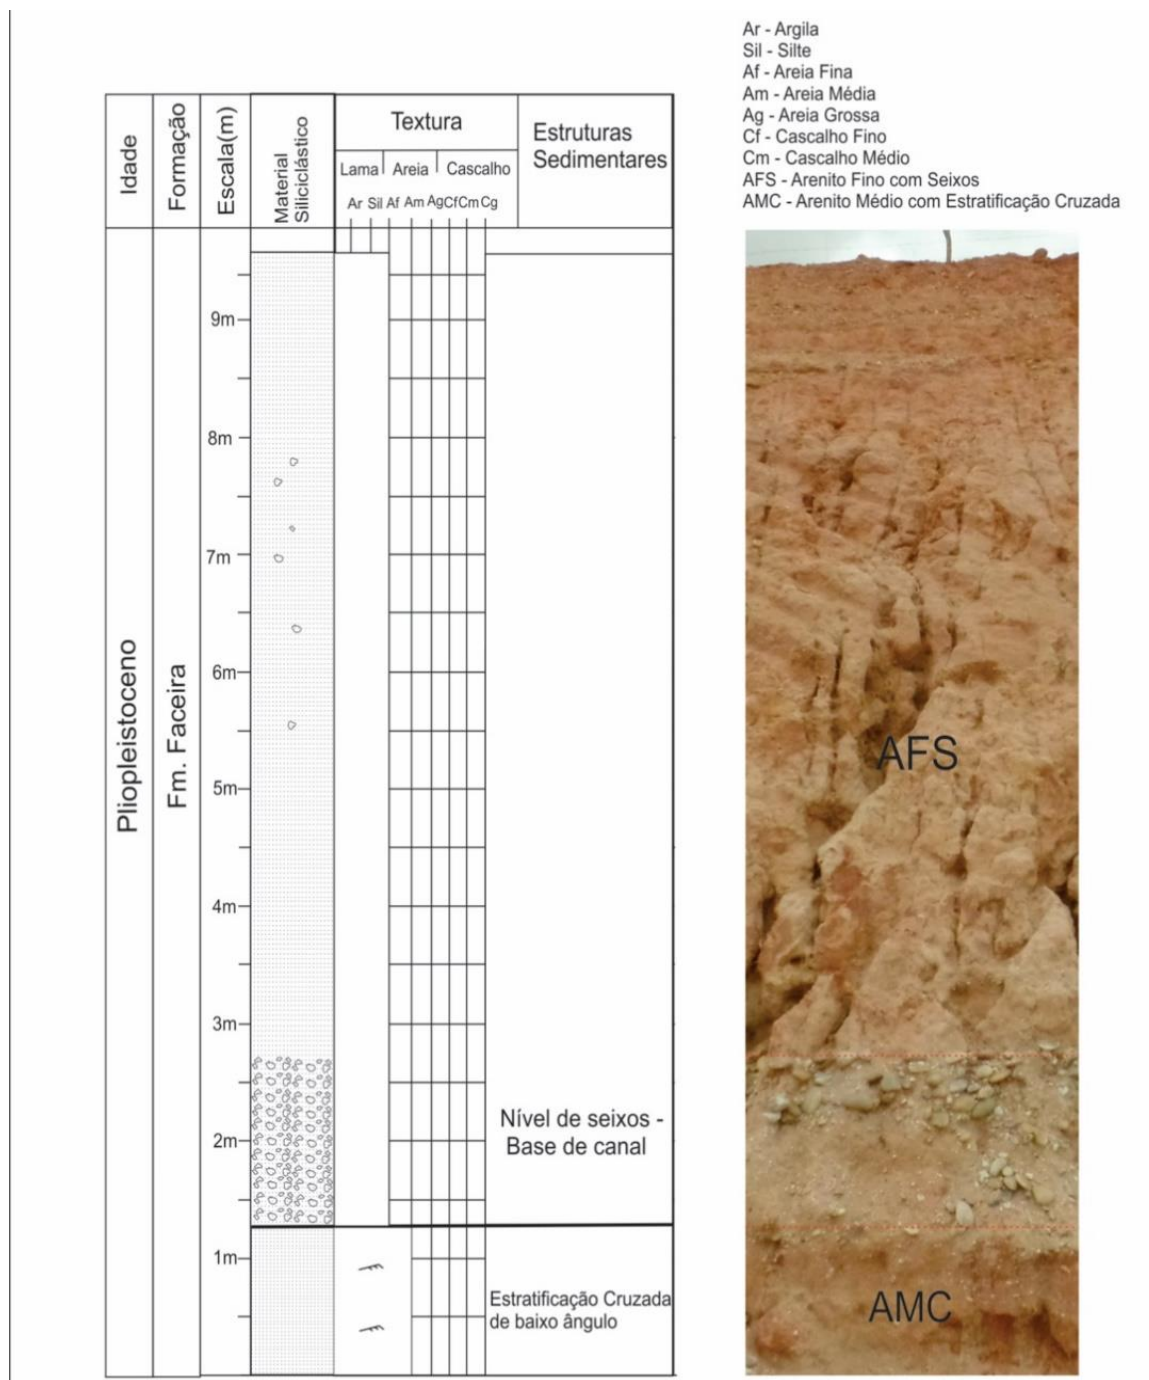 Ar - Argila
Sil - Silte
Af - Areia Fina
Am - Areia Média
Ag - Areia Grossa
Cf - Cascalho Fino
Cm - Cascalho Médio
AFS - Arenito Fino com Seixos
AMC - Arenito Médio com Estratificação Cruzada
Idade
Formação
Escala(m)
Material
Siliciclástico
Textura
Lama Areia Cascalho
Ar Sil Af Am Ag Cf Cm Cg
Estruturas
Sedimentares
Pliopleistoceno
Fm. Faceira
9m
8m
7m
6m
5m
4m
3m
2m
1m
Nível de seixos -
Base de canal
Estratificação Cruzada
de baixo ângulo
AFS
AMC